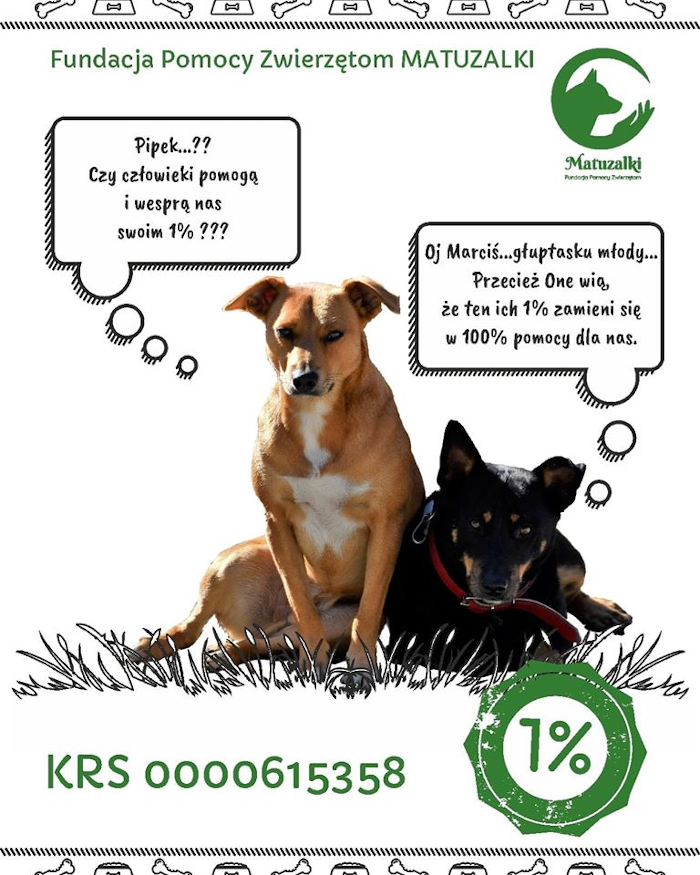 Fundacja Pomocy Zwierzętom MATUZALKI
Matuzalki
Fundacja Pomocy Zwierzętom
Pipek...??
Czy człowieki pomogą
i wesprą nas
swoim 1% ???
Oj Marciś...głuptasku młody...
Przecież One wią,
że ten ich 1% zamieni się
w 100% pomocy dla nas.
1%
KRS 0000615358